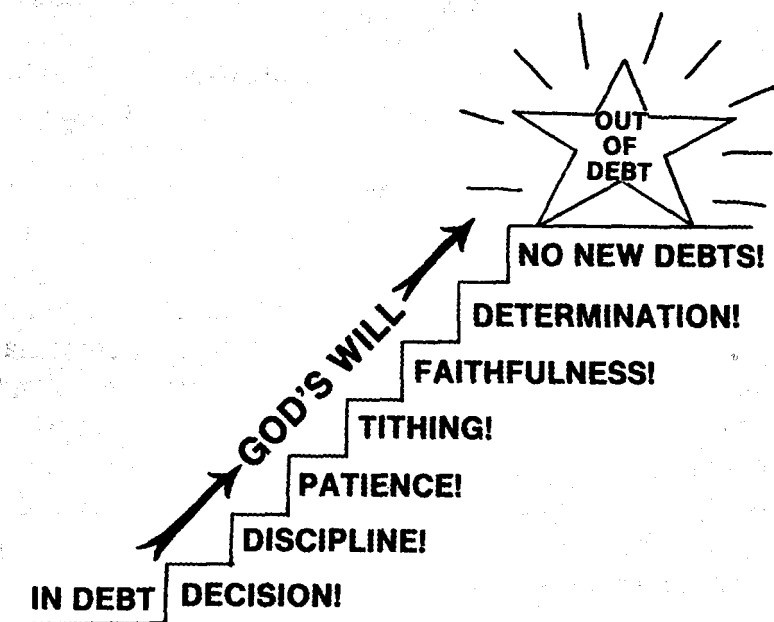 OUT
OF
DEBT
NO NEW DEBTS!
DETERMINATION!
FAITHFULNESS!
GOD'S WILL
TITHING!
PATIENCE!
DISCIPLINE!
IN DEBT
DECISION!